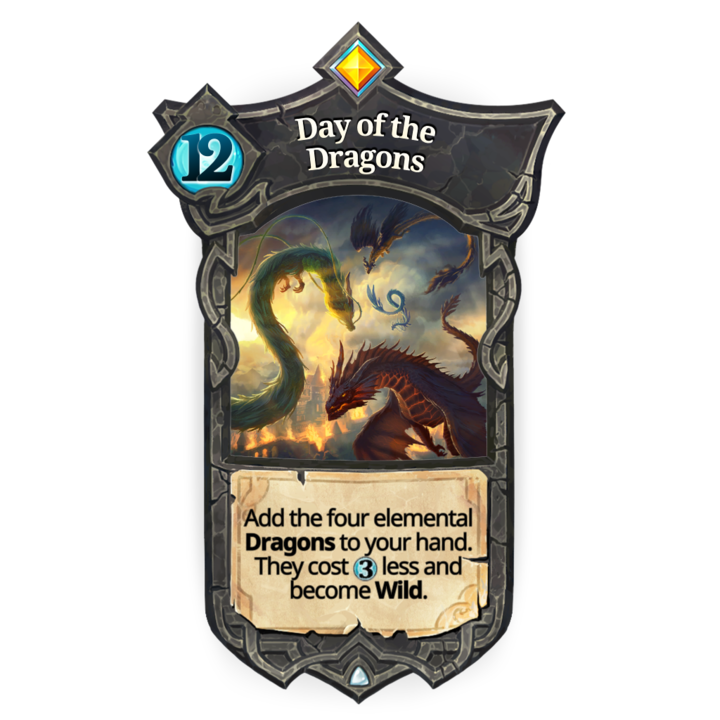 12
Day of the
Dragons
Add the four elemental
Dragons to your hand.
They cost 3 less and
become Wild.